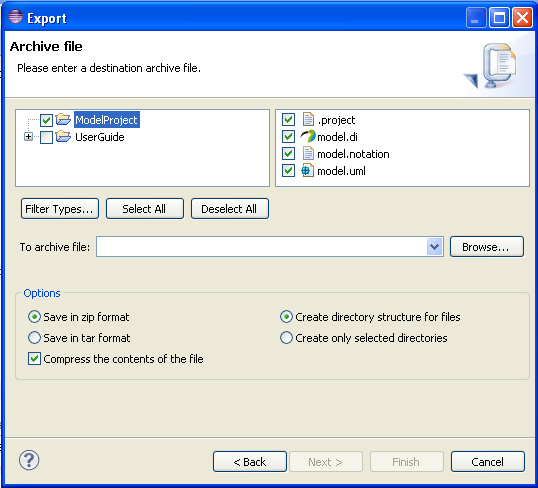 Export
Archive file
Please enter a destination archive file.
ModelProject
UserGuide
.project
model.di
model.notation
model.uml
Filter Types...
Select All
Deselect All
To archive file:
Browse...
Options
Save in zip format
Create directory structure for files
Save in tar format
Create only selected directories
Compress the contents of the file
?
< Back
Next >
Finish
Cancel